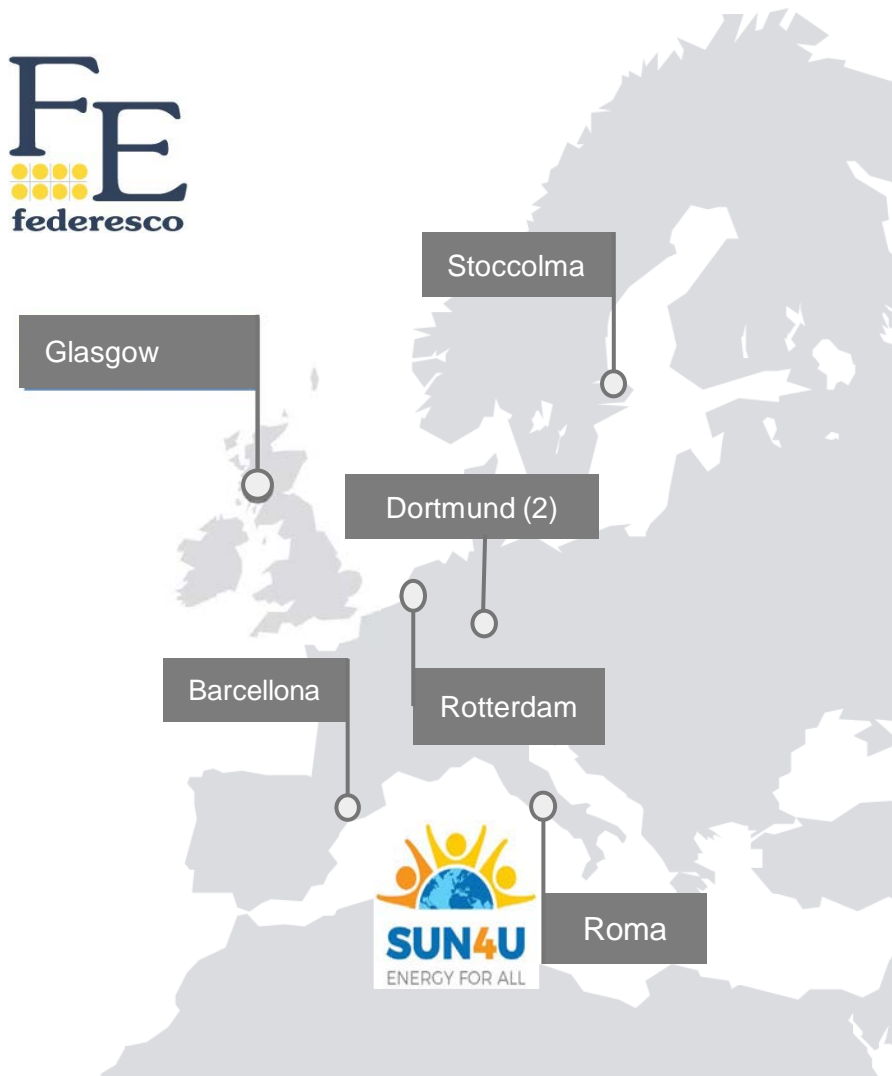 FE
federesco
Stoccolma
Glasgow
Dortmund (2)
Barcellona
Rotterdam
SUN4U
ENERGY FOR ALL
Roma